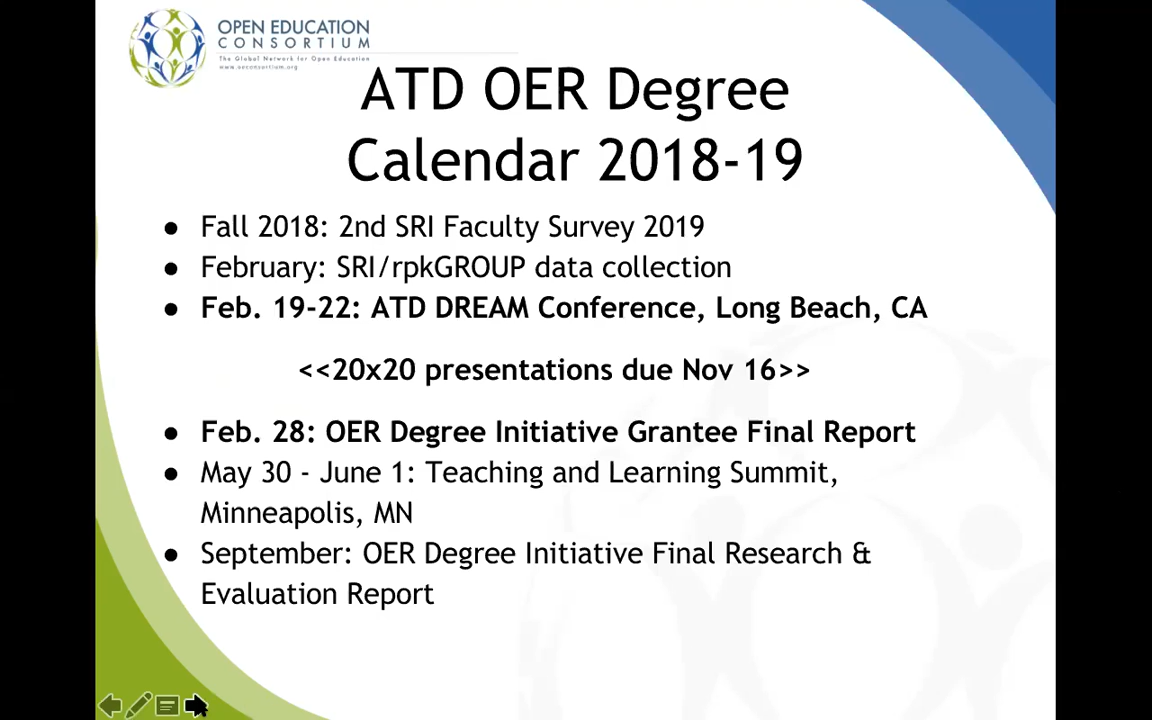 OPEN EDUCATION
CONSORTIUM
The Global Network for Open Education
www.oeconsortium.org
ATD OER Degree
Calendar 2018-19
● Fall 2018: 2nd SRI Faculty Survey 2019
● February: SRI/rpkGROUP data collection
● Feb. 19-22: ATD DREAM Conference, Long Beach, CA
<<20x20 presentations due Nov 16>>
● Feb. 28: OER Degree Initiative Grantee Final Report
● May 30 - June 1: Teaching and Learning Summit,
Minneapolis, MN
● September: OER Degree Initiative Final Research &
Evaluation Report